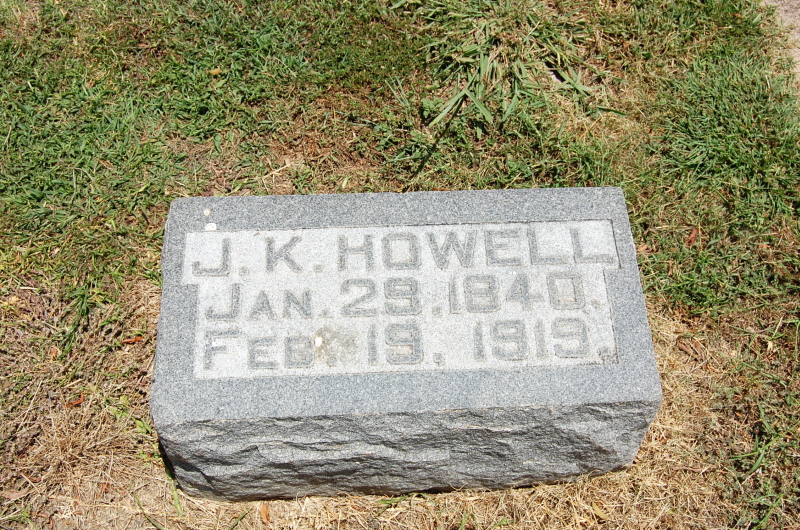 J. K. HOWELL
JAN. 29, 1840.
FEB. 19, 1919.